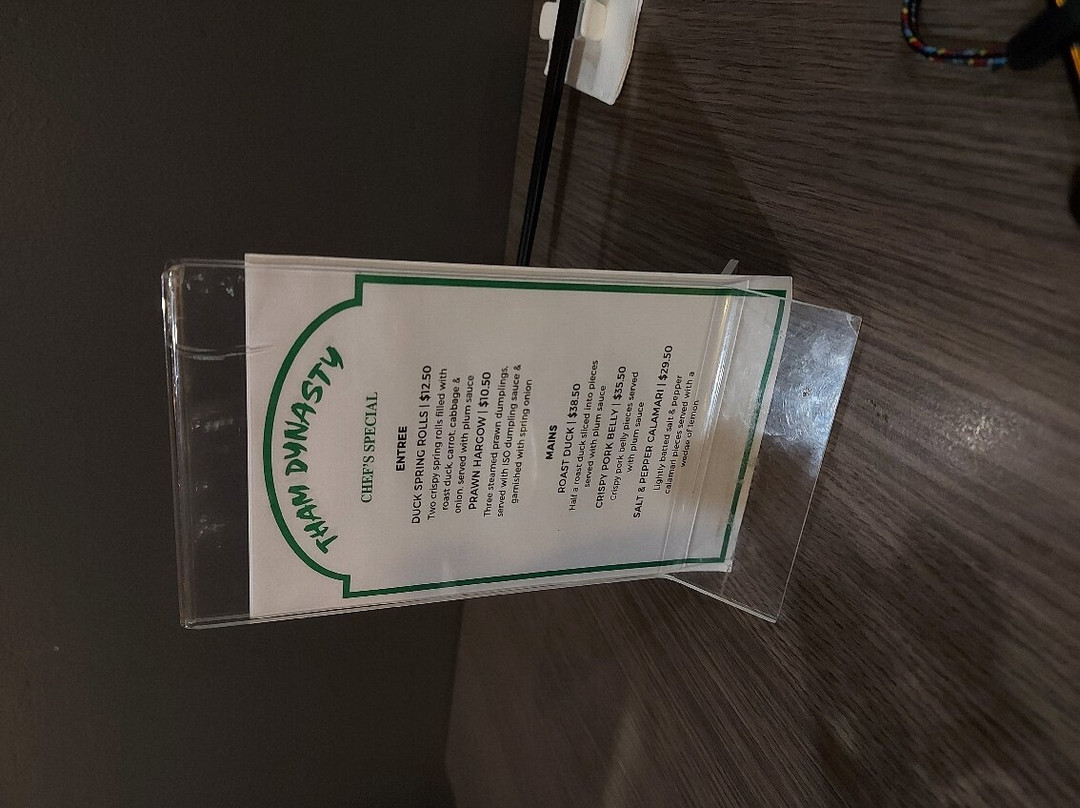 THAM DYNASTY
CHEF'S SPECIAL
ENTREE
DUCK SPRING ROLLS | $12.50
Two crispy spring rolls filled with
roast duck, carrot, cabbage &
onion, served with plum sauce
PRAWN HARGOW | $10.50
Three steamed prawn dumplings,
served with ISO dumpling sauce &
garnished with spring onion
MAINS
ROAST DUCK | $38.50
Half a roast duck sliced into pieces
served with plum sauce
CRISPY PORK BELLY | $35.50
Crispy pork belly pieces served
with plum sauce
SALT & PEPPER CALAMARI | $29.50
Lightly batted salt & pepper
calamari pieces served with a
wedge of lemon